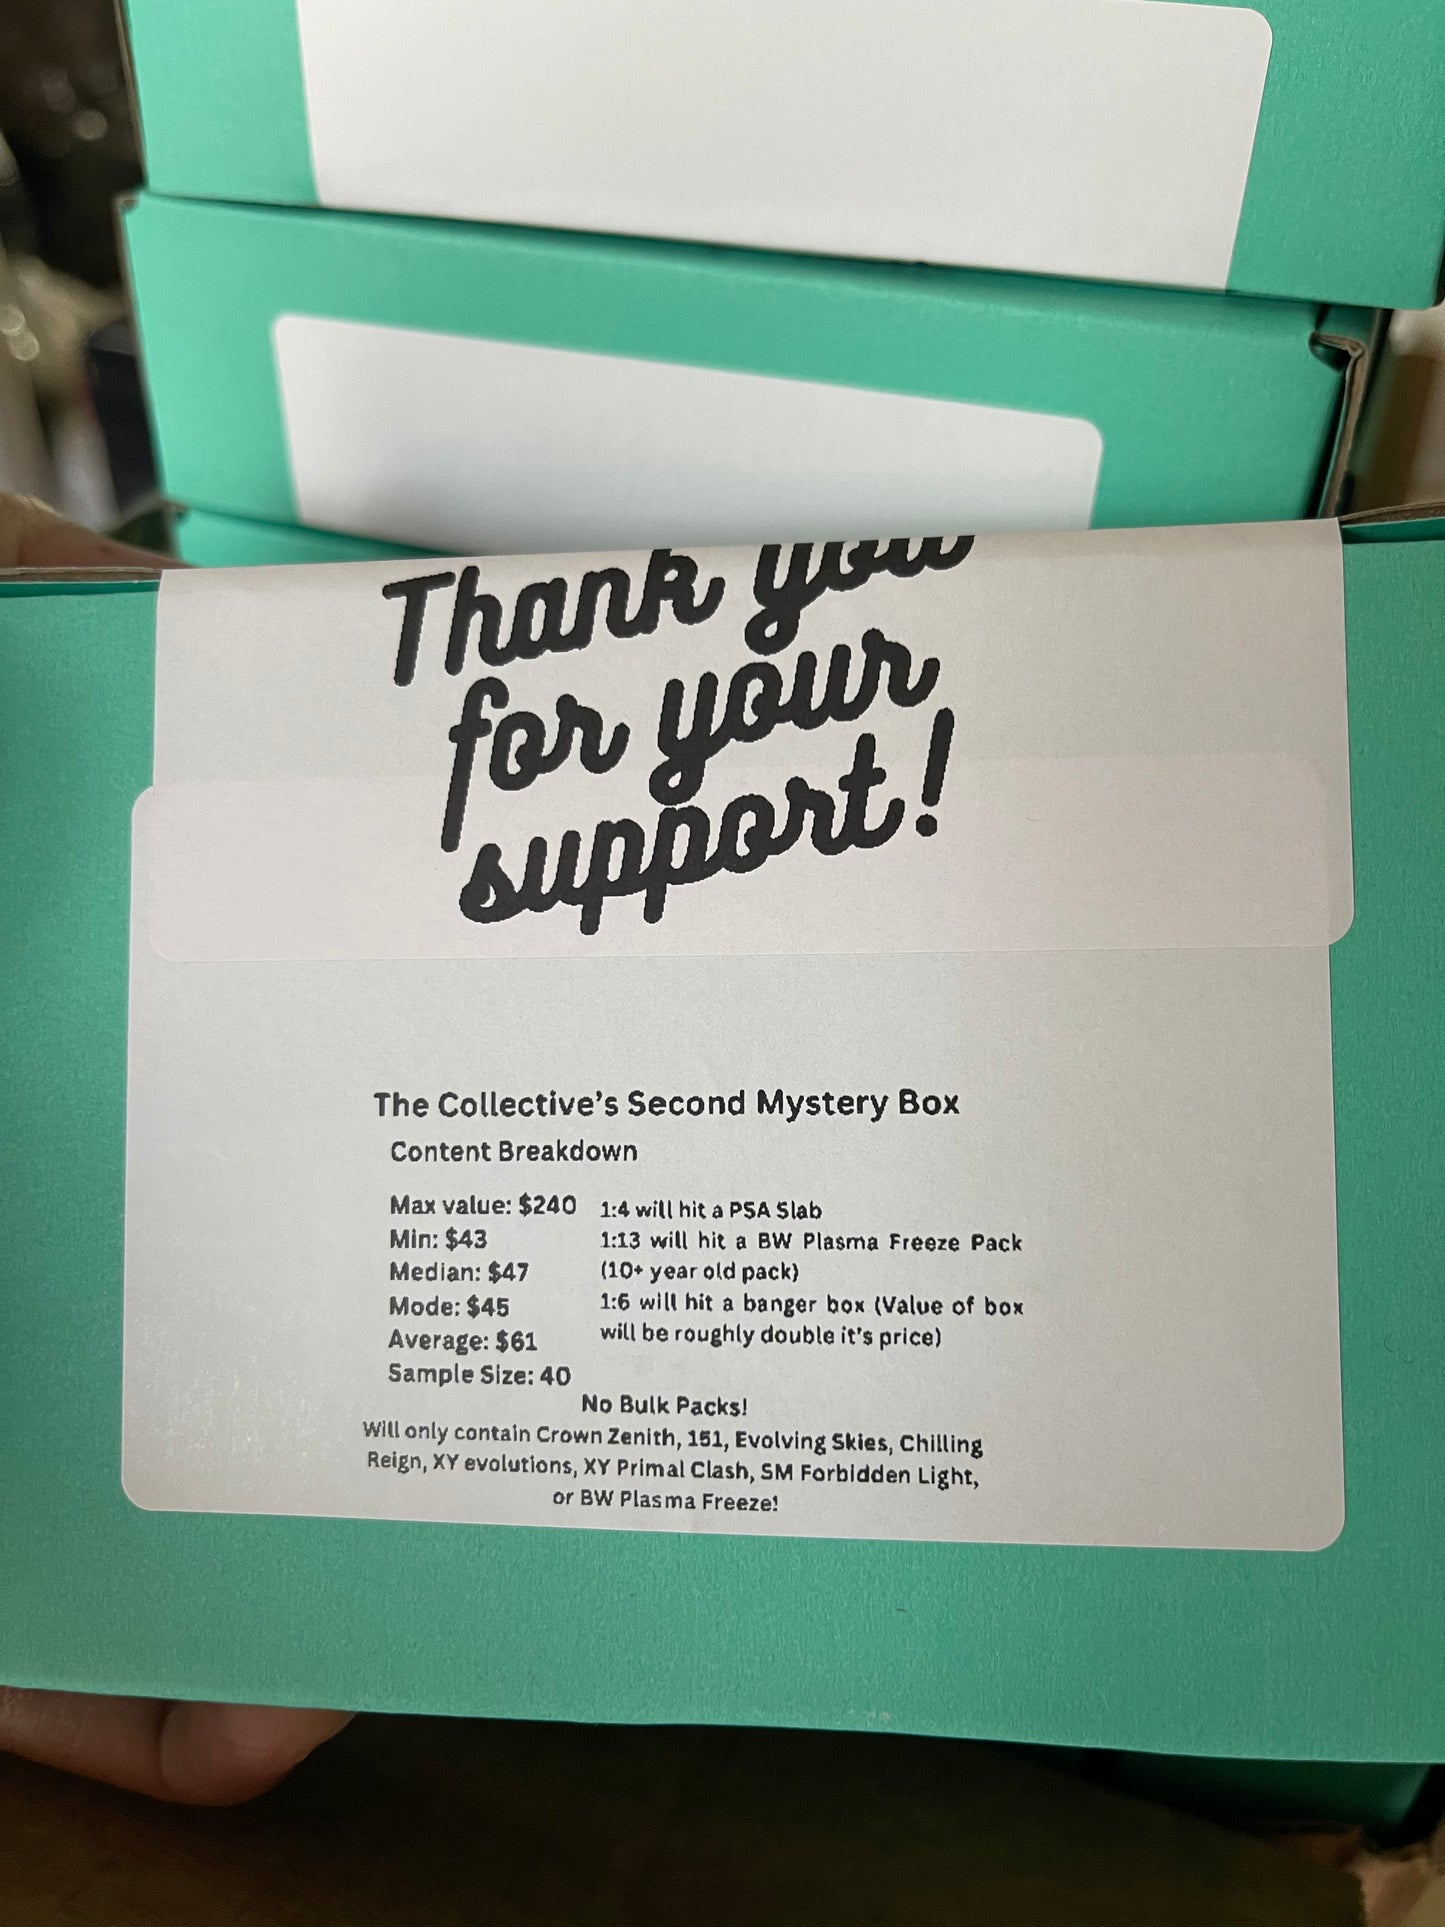 Thank you
for your
support!
The Collective's Second Mystery Box
Content Breakdown
Max value: $240
Min: $43
Median: $47
Mode: $45
Average: $61
Sample Size: 40
1:4 will hit a PSA Slab
1:13 will hit a BW Plasma Freeze Pack
(10+ year old pack)
1:6 will hit a banger box (Value of box
will be roughly double it's price)
No Bulk Packs!
Will only contain Crown Zenith, 151, Evolving Skies, Chilling
Reign, XY evolutions, XY Primal Clash, SM Forbidden Light,
or BW Plasma Freeze!